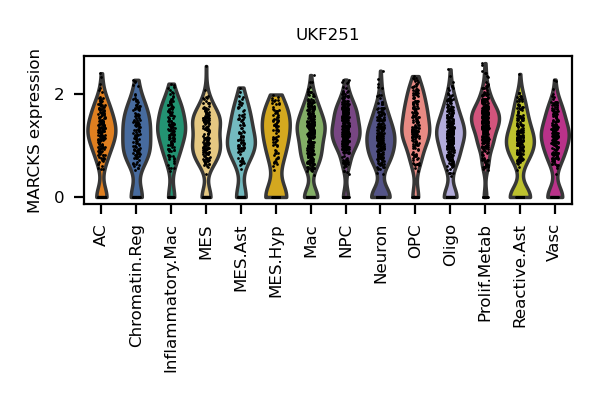 UKF251
MARCKS expression
2
0
AC
Chromatin.Reg
Inflammatory.Mac
MES
MES.Ast
MES.Hyp
Mac
NPC
Neuron
OPC
Oligo
Prolif.Metab
Reactive.Ast
Vasc